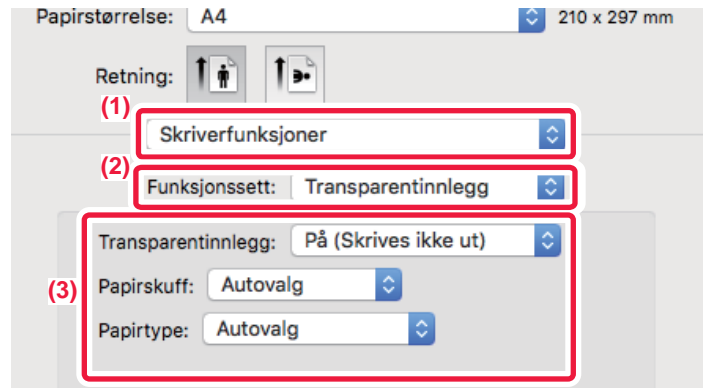 Papirstørrelse: A4 210 x 297 mm
Retning:
(1)
Skriverfunksjoner
(2)
Funksjonssett: Transparentinnlegg
Transparentinnlegg: På (Skrives ikke ut)
(3) Papirskuff: Autovalg
Papirtype: Autovalg